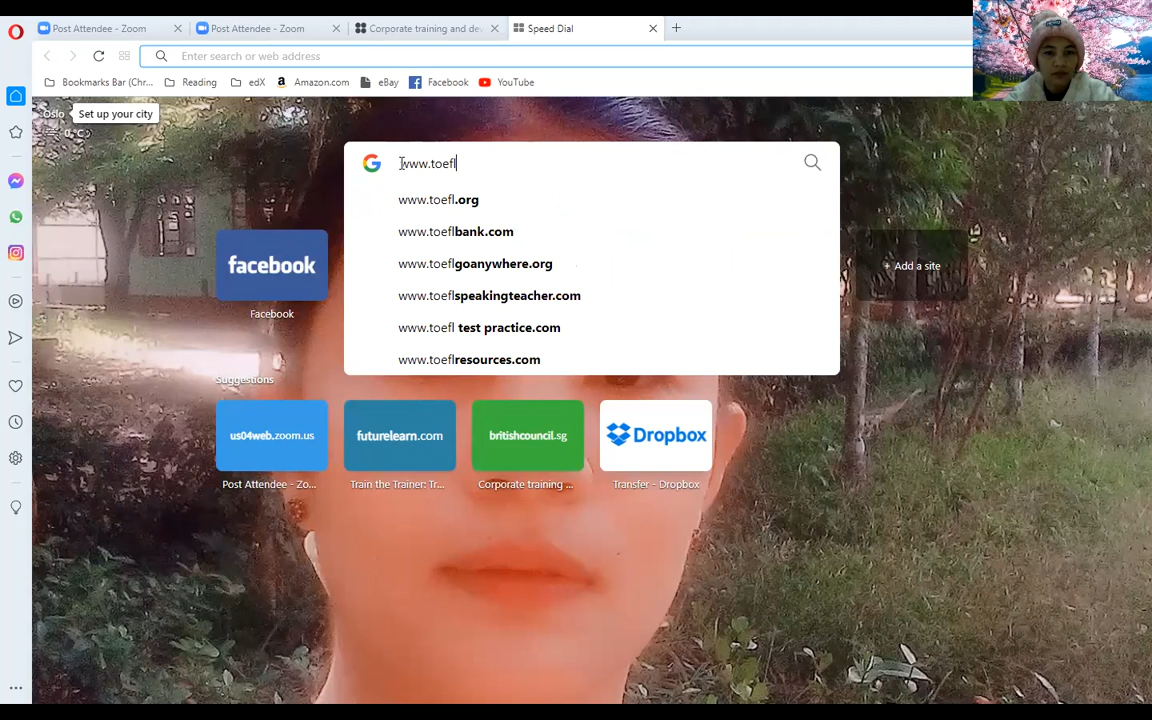 Post Attendee - Zoom
Post Attendee - Zoom
Corporate training and dev
Speed Dial
Enter search or web address
Bookmarks Bar (Chr...
Reading
edX
Amazon.com
eBay
Facebook
YouTube
Oslo
Set up your city
0°C
www.toefl
www.toefl.org
www.toeflbank.com
www.toeflgoanywhere.org
www.toeflspeakingteacher.com
www.toefl test practice.com
www.toeflresources.com
facebook
+ Add a site
Facebook
Suggestions
us04web.zoom.us
futurelearn.com
britishcouncil.sg
Dropbox
Post Attendee - Zo...
Train the Trainer: Tr...
Corporate training ...
Transfer - Dropbox